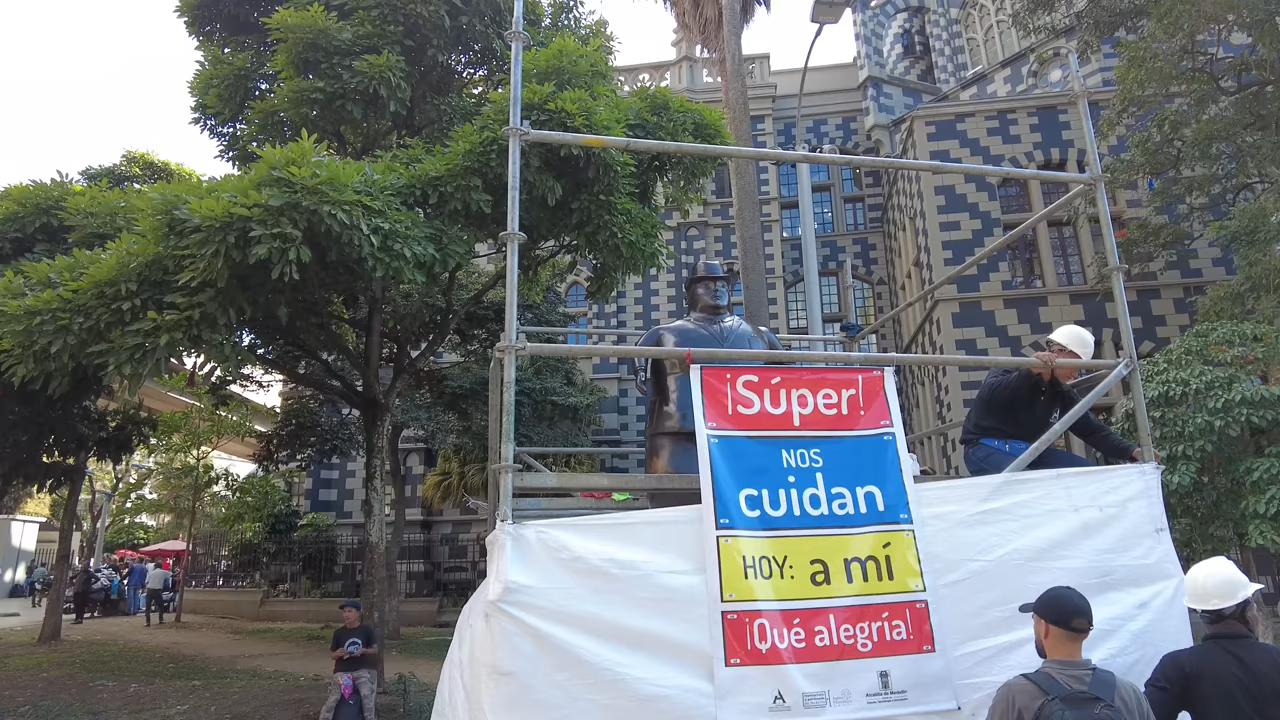 ¡Súper!
NOS
cuidan
HOY: a mí
¡Qué alegría!
Alcaldía de Medellín